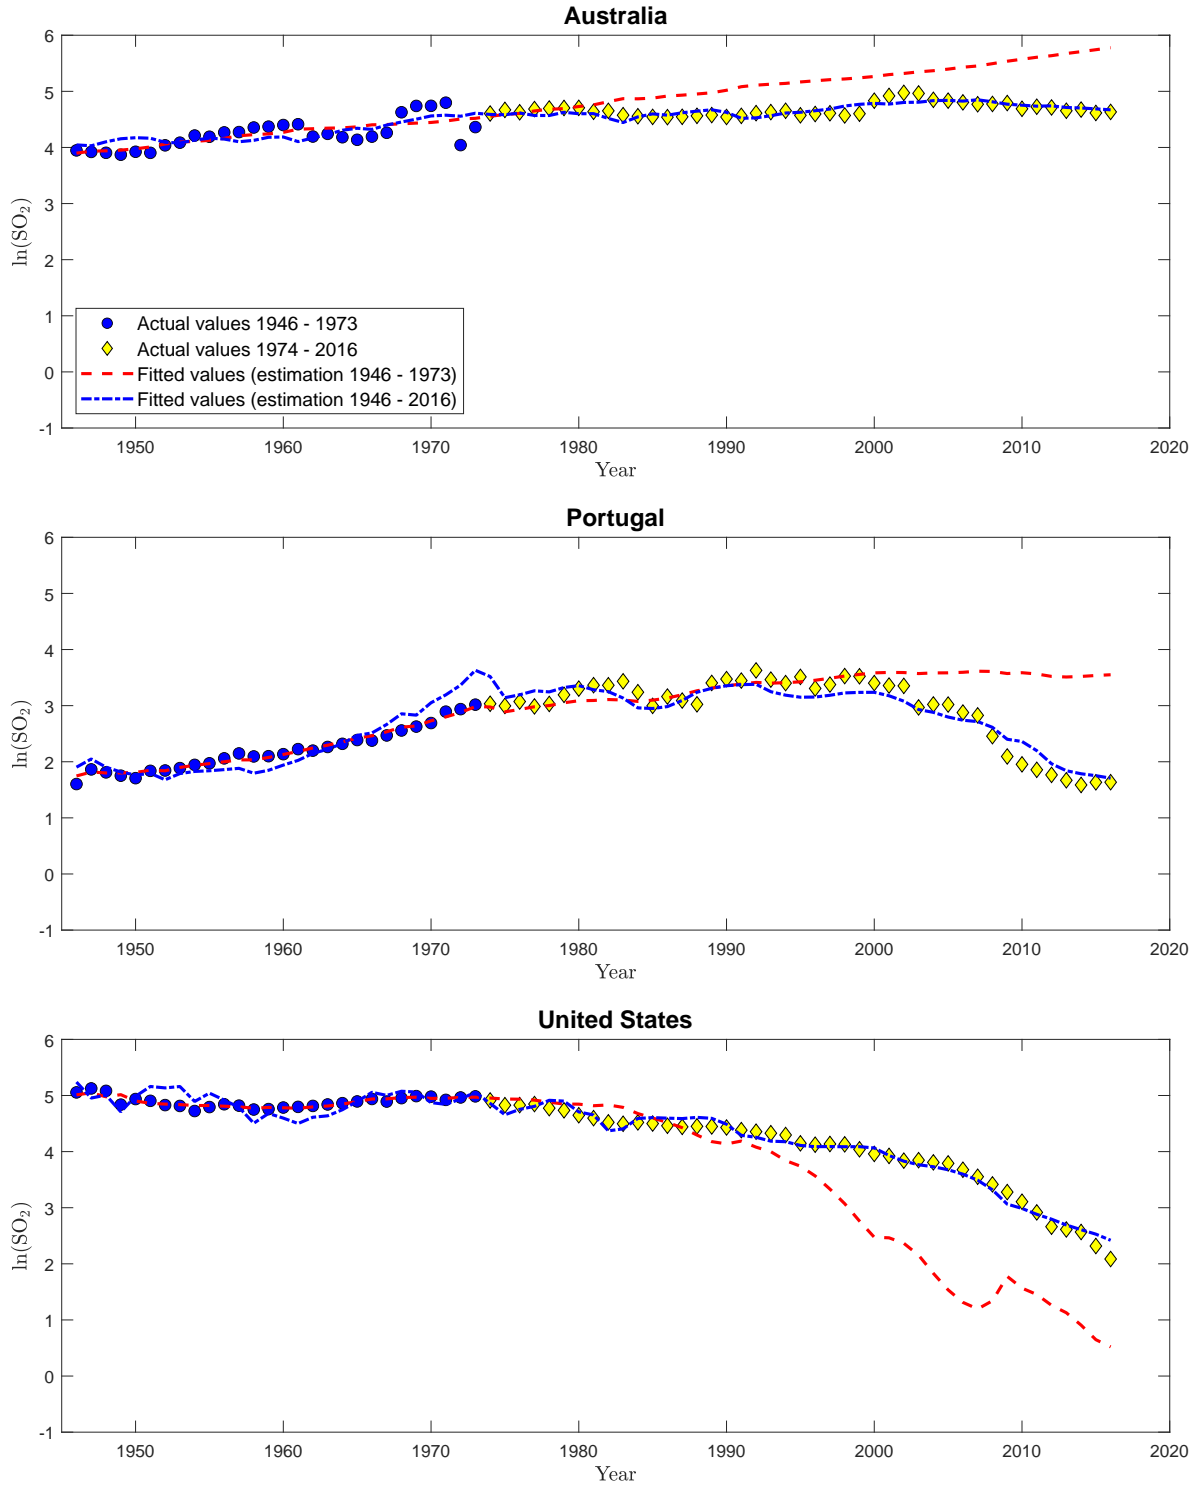 Australia
6
5
4
3
2
1
0
-1
ln(SO2)
Actual values 1946 - 1973
Actual values 1974 - 2016
Fitted values (estimation 1946 - 1973)
Fitted values (estimation 1946 - 2016)
1950 1960 1970 1980 1990 2000 2010 2020
Year
Portugal
6
5
4
3
2
1
0
-1
ln(SO2)
1950 1960 1970 1980 1990 2000 2010 2020
Year
United States
6
5
4
3
2
1
0
-1
ln(SO2)
1950 1960 1970 1980 1990 2000 2010 2020
Year